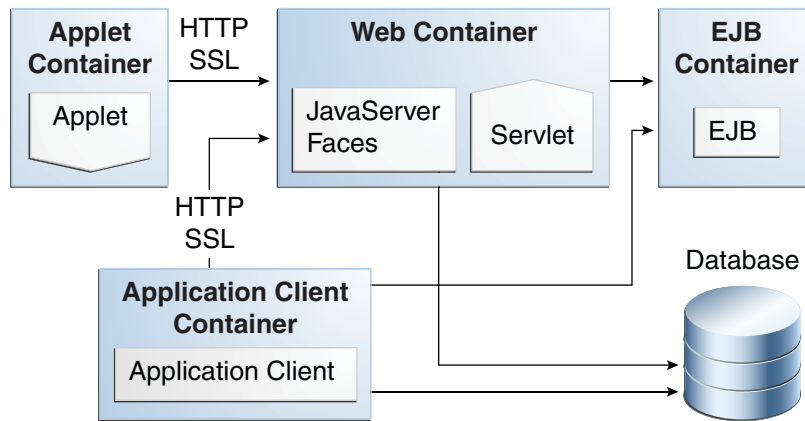 Applet
Container
Applet
HTTP
SSL
Web Container
JavaServer
Faces
Servlet
EJB
Container
EJB
HTTP
SSL
Application Client
Container
Application Client
Database